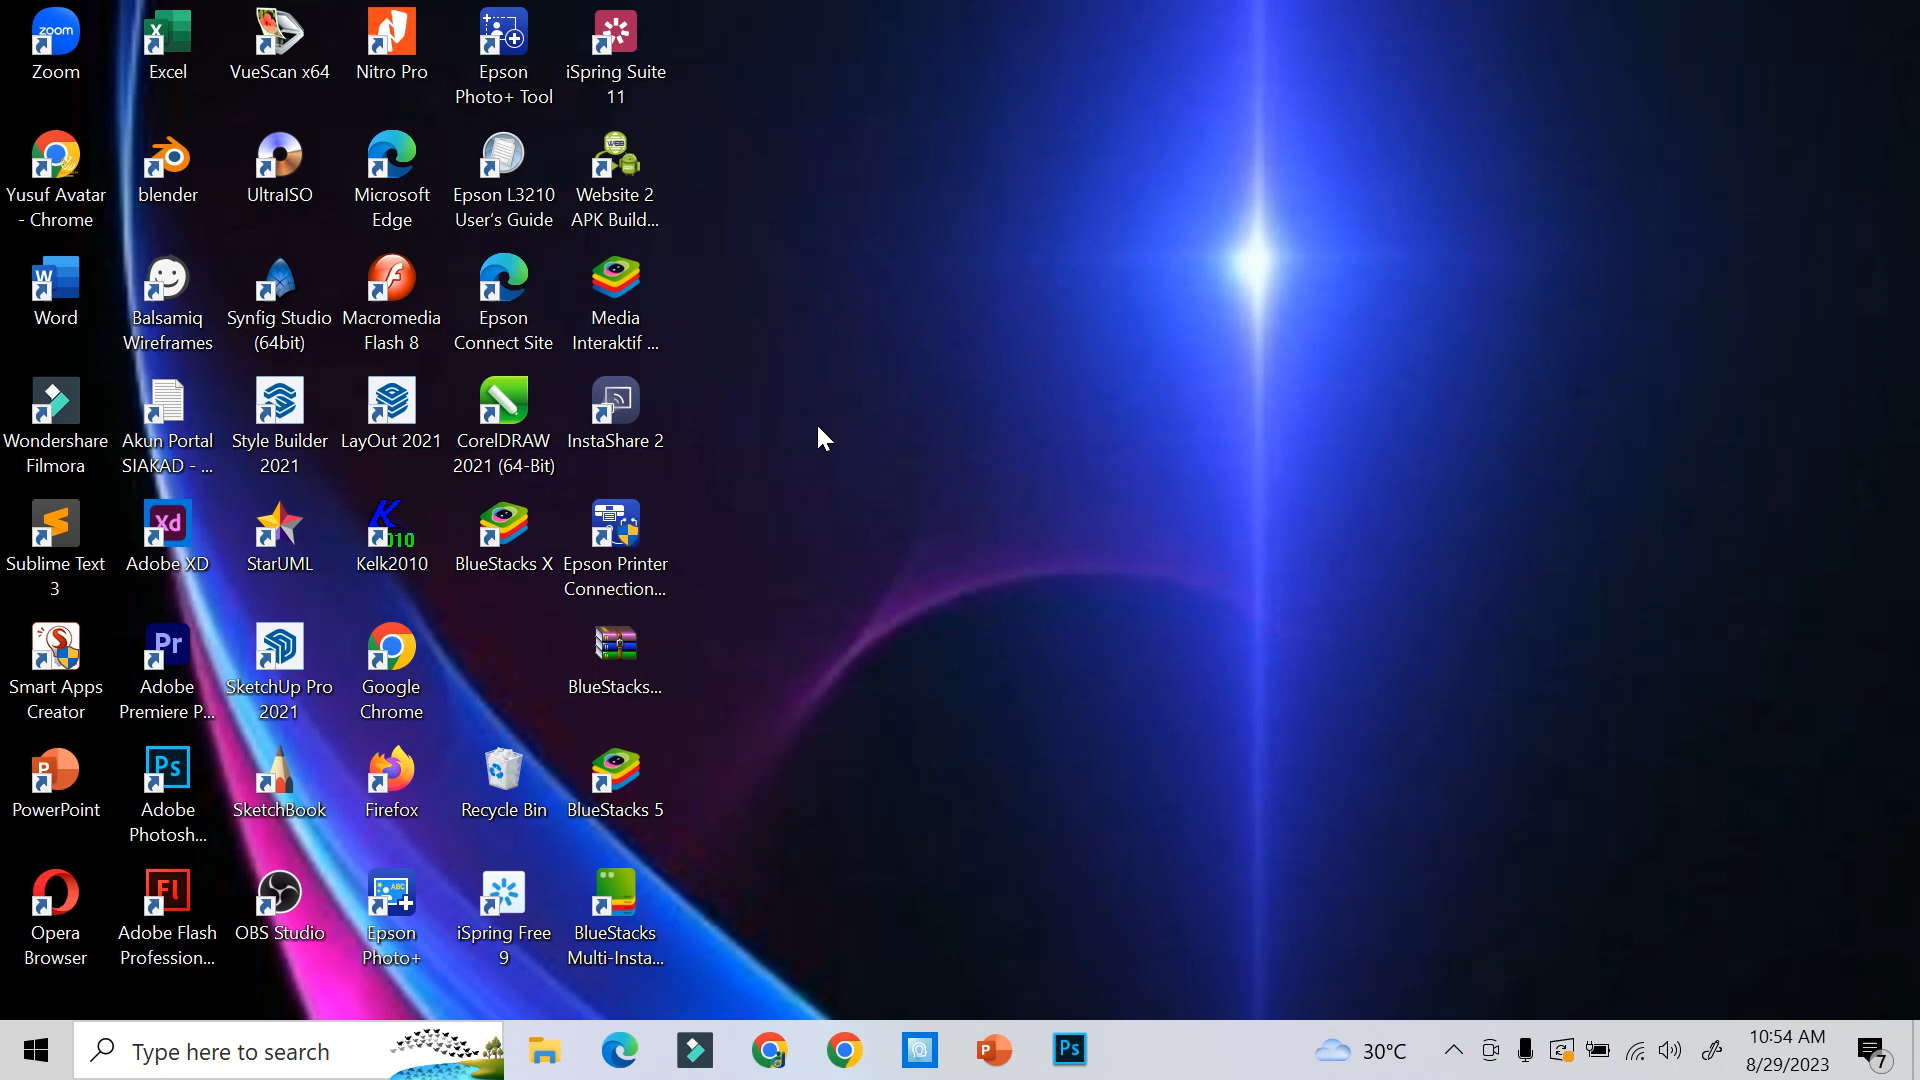 Zoom
Excel
VueScan x64
Nitro Pro
Epson
Photo+ Tool
iSpring Suite
11
Yusuf Avatar
- Chrome
blender
UltraISO
Microsoft
Edge
Epson L3210
User's Guide
Website 2
APK Build...
Word
Balsamiq
Wireframes
Synfig Studio
(64bit)
Macromedia
Flash 8
Epson
Connect Site
Media
Interaktif ...
Wondershare
Filmora
Akun Portal
SIAKAD - ...
Style Builder
2021
LayOut 2021
CorelDRAW
2021 (64-Bit)
InstaShare 2
Sublime Text
3
Adobe XD
StarUML
Kelk2010
BlueStacks X
Epson Printer
Connection...
Smart Apps
Creator
Adobe
Premiere P...
SketchUp Pro
2021
Google
Chrome
BlueStacks...
PowerPoint
Adobe
Photosh...
SketchBook
Firefox
Recycle Bin
BlueStacks 5
Opera
Browser
Adobe Flash
Profession...
OBS Studio
Epson
Photo+
iSpring Free
9
BlueStacks
Multi-Insta...
Type here to search
30°C
10:54 AM
8/29/2023
7